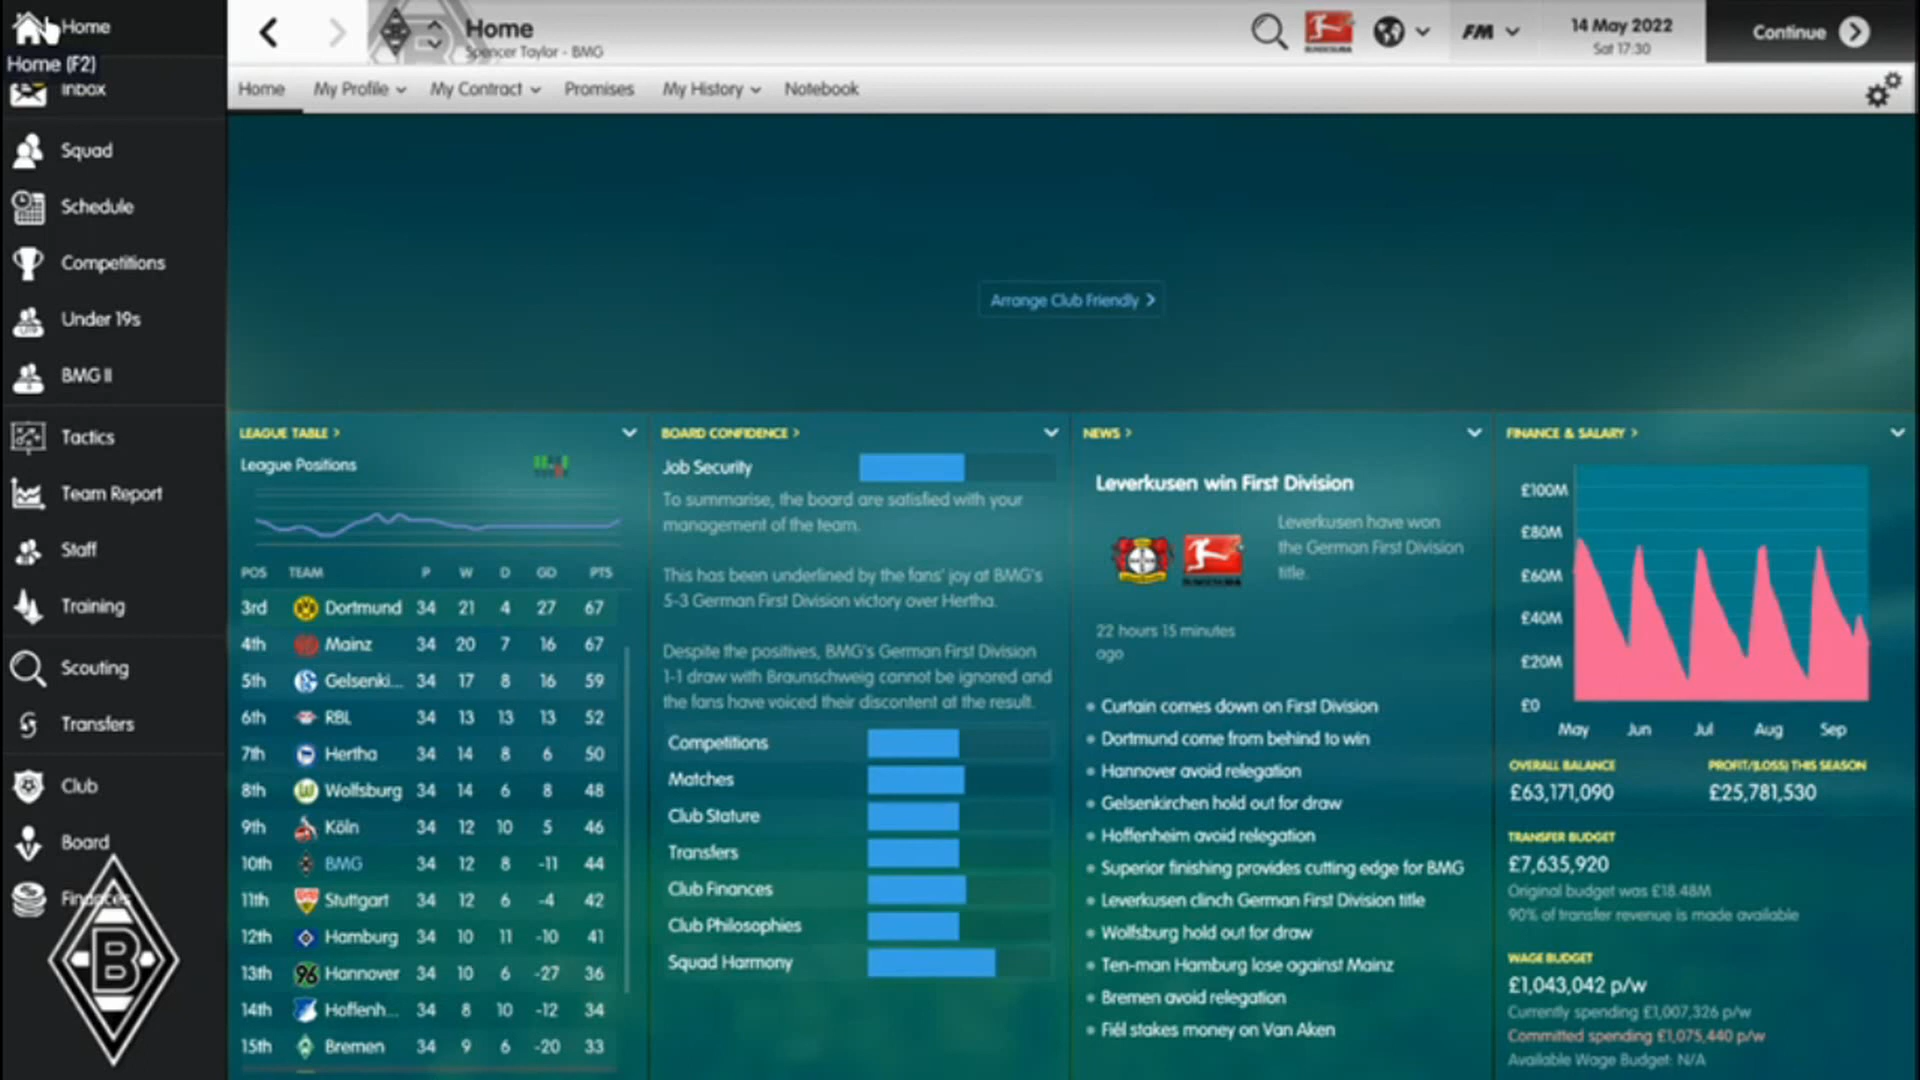 Home
Home (F2)
Inbox
Squad
Schedule
Competitions
Under 19s
BMG II
Tactics
Team Report
Staff
Training
Scouting
Transfers
Club
Board
B
Home
Spencer Taylor - BMG
FM
14 May 2022
Sat 17:30
Continue
Home My Profile My Contract Promises My History Notebook
Arrange Club Friendly >
LEAGUE TABLE >
League Positions
POS TEAM P W D GD PTS
3rd Dortmund 34 21 4 27 67
4th Mainz 34 20 7 16 67
5th Gelsenki... 34 17 8 16 59
6th RBL 34 13 13 13 52
7th Hertha 34 14 8 6 50
8th Wolfsburg 34 14 6 8 48
9th Köln 34 12 10 5 46
10th BMG 34 12 8 -11 44
11th Stuttgart 34 12 6 -4 42
12th Hamburg 34 10 11 -10 41
13th Hannover 34 10 6 -27 36
14th Hoffenh... 34 8 10 -12 34
15th Bremen 34 9 6 -20 33
BOARD CONFIDENCE >
Job Security
To summarise, the board are satisfied with your
management of the team.
This has been underlined by the fans' joy at BMG's
5-3 German First Division victory over Hertha.
Despite the positives, BMG's German First Division
1-1 draw with Braunschweig cannot be ignored and
the fans have voiced their discontent at the result.
Competitions
Matches
Club Stature
Transfers
Club Finances
Club Philosophies
Squad Harmony
NEWS >
Leverkusen win First Division
Leverkusen have won
the German First Division
title.
22 hours 15 minutes
ago
• Curtain comes down on First Division
• Dortmund come from behind to win
• Hannover avoid relegation
• Gelsenkirchen hold out for draw
• Hoffenheim avoid relegation
• Superior finishing provides cutting edge for BMG
• Leverkusen clinch German First Division title
• Wolfsburg hold out for draw
• Ten-man Hamburg lose against Mainz
• Bremen avoid relegation
• Fiél stakes money on Van Aken
FINANCE & SALARY >
£100M
£80M
£60M
£40M
£20M
£0
May Jun Jul Aug Sep
OVERALL BALANCE PROFIT/(LOSS) THIS SEASON
£63,171,090 £25,781,530
TRANSFER BUDGET
£7,635,920
Original budget was £18.48M
90% of transfer revenue is made available
WAGE BUDGET
£1,043,042 p/w
Currently spending £1,007,326 p/w
Committed spending £1,075,440 p/w
Available Wage Budget: N/A